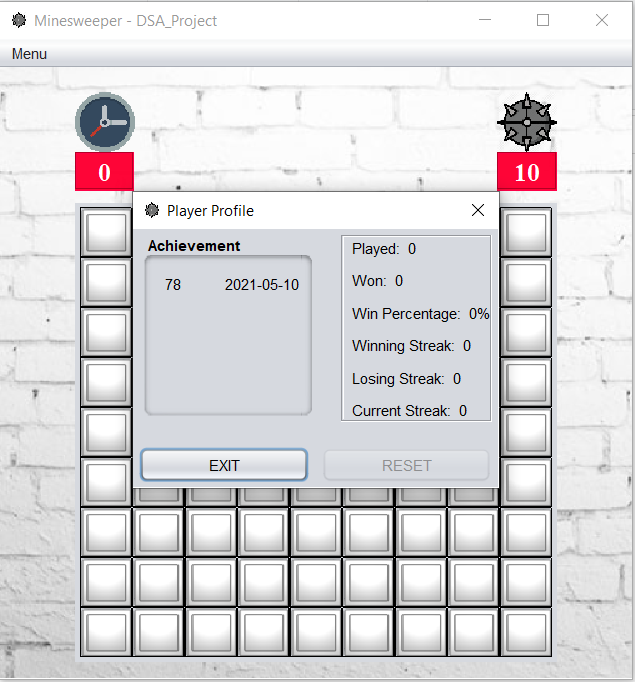 Minesweeper - DSA_Project
Menu
0
10
Player Profile
Achievement
78 2021-05-10
Played: 0
Won: 0
Win Percentage: 0%
Winning Streak: 0
Losing Streak: 0
Current Streak: 0
EXIT
RESET